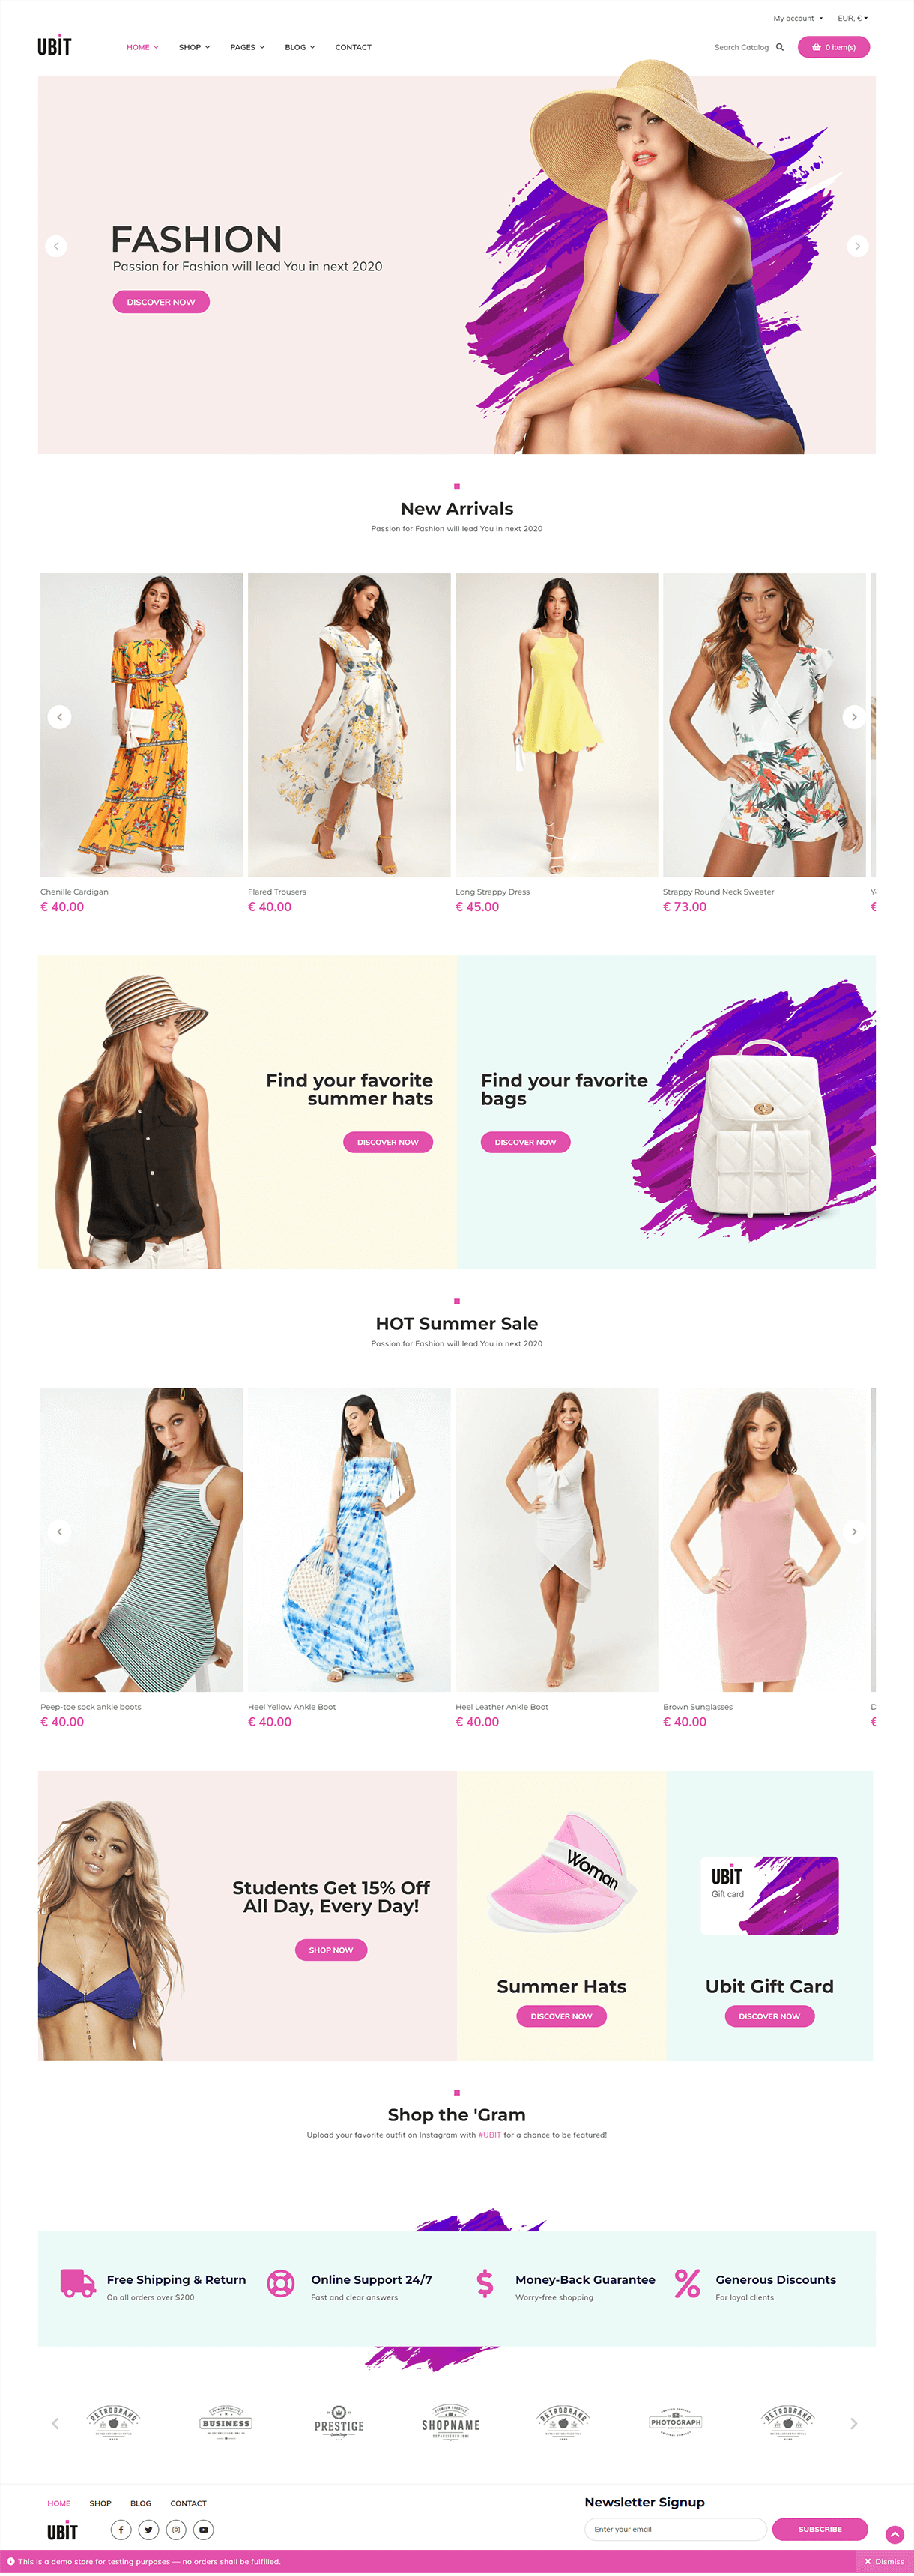 My account
EUR, €
UBIT
HOME
SHOP
PAGES
BLOG
CONTACT
Search Catalog
0 item(s)
FASHION
Passion for Fashion will lead You in next 2020
DISCOVER NOW
New Arrivals
Passion for Fashion will lead You in next 2020
Chenille Cardigan
€ 40.00
Flared Trousers
€ 40.00
Long Strappy Dress
€ 45.00
Strappy Round Neck Sweater
€ 73.00
€
Find your favorite
summer hats
DISCOVER NOW
Find your favorite
bags
DISCOVER NOW
HOT Summer Sale
Passion for Fashion will lead You in next 2020
Peep-toe sock ankle boots
€ 40.00
Heel Yellow Ankle Boot
€ 40.00
Heel Leather Ankle Boot
€ 40.00
Brown Sunglasses
€ 40.00
D
€
Students Get 15% Off
All Day, Every Day!
SHOP NOW
Woman
Summer Hats
DISCOVER NOW
UBIT
Gift card
Ubit Gift Card
DISCOVER NOW
Shop the 'Gram
Upload your favorite outfit on Instagram with #UBIT for a chance to be featured!
Free Shipping & Return
On all orders over $200
Online Support 24/7
Fast and clear answers
Money-Back Guarantee
Worry-free shopping
Generous Discounts
For loyal clients
RETROBRAND
BUSINESS
PRESTIGE
SHOPNAME
RETROBRAND
PHOTOGRAPH
RETROBRAND
HOME
SHOP
BLOG
CONTACT
UBIT
Newsletter Signup
Enter your email
SUBSCRIBE
This is a demo store for testing purposes — no orders shall be fulfilled.
Dismiss